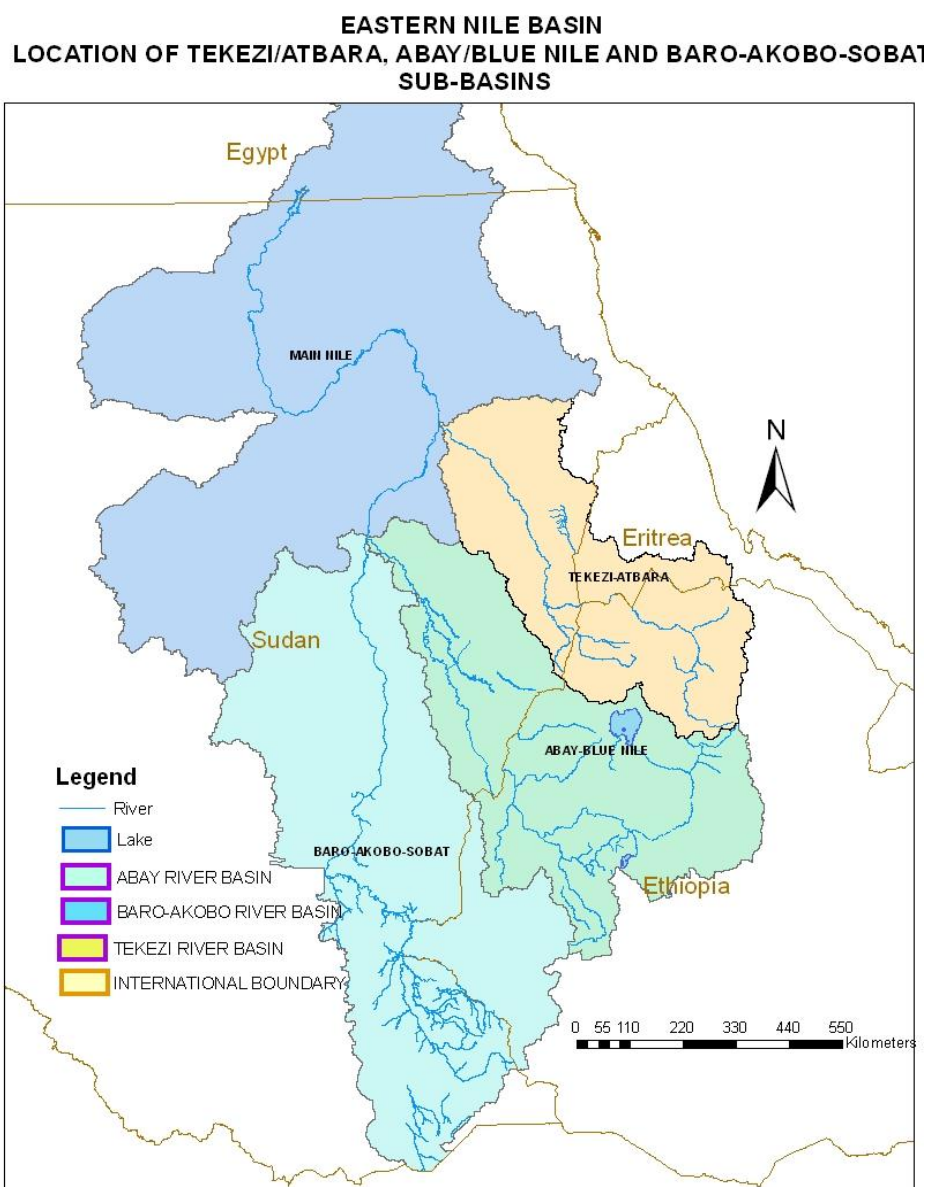 EASTERN NILE BASIN
LOCATION OF TEKEZI/ATBARA, ABAY/BLUE NILE AND BARO-AKOBO-SOBAT
SUB-BASINS
Egypt
MAIN NILE
N
Eritrea
TEKEZI-ATBARA
Sudan
ABAY-BLUE NILE
Legend
River
Lake
BARO-AKOBO-SOBAT
ABAY RIVER BASIN
Ethiopia
BARO-AKOBO RIVER BASIN
TEKEZI RIVER BASIN
INTERNATIONAL BOUNDARY
0 55 110 220 330 440 550
Kilometers